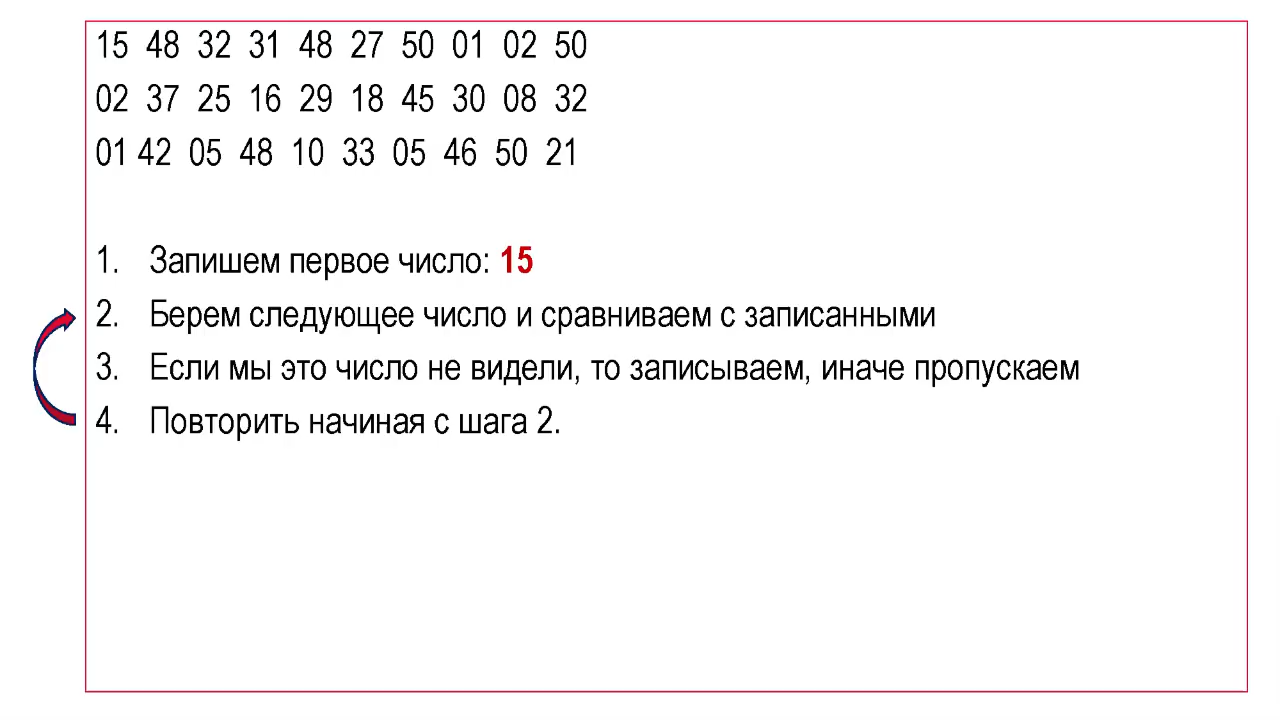 15 48 32 31 48 27 50 01 02 50
02 37 25 16 29 18 45 30 08 32
01 42 05 48 10 33 05 46 50 21
1. Запишем первое число: 15
2. Берем следующее число и сравниваем с записанными
3. Если мы это число не видели, то записываем, иначе пропускаем
4. Повторить начиная с шага 2.